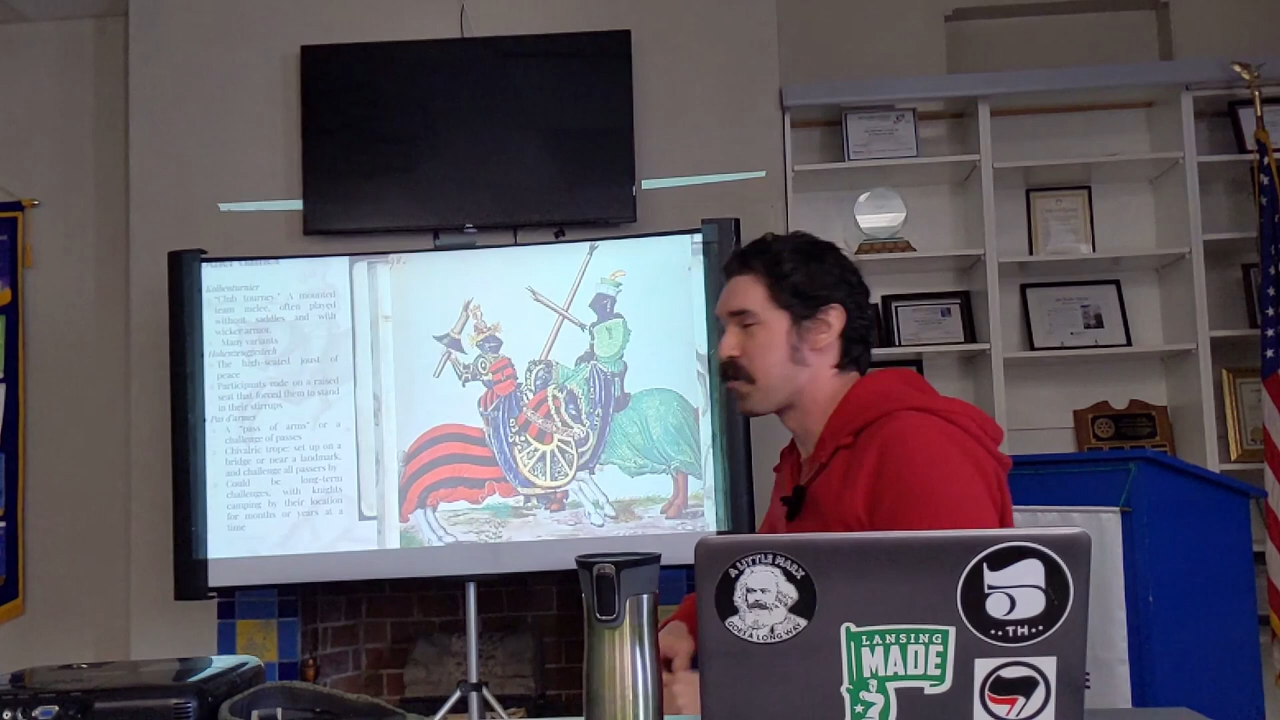 Other Games
Kolbenturnier
"Club tourney." A mounted
team melee, often played
without saddles and with
wicker armor.
Many variants
Hohenzeuggestech
The high-seated joust of
peace
Participants rode on a raised
seat that forced them to stand
in their stirrups
Pas d'armes
A "pass of arms" or a
challenge of passes
Chivalric trope: set up on a
bridge or near a landmark,
and challenge all passers by
Could be long-term
challenges, with knights
camping by their location
for months or years at a
time
A LITTLE MARX
GOES A LONG WAY
LANSING
MADE
5
TH